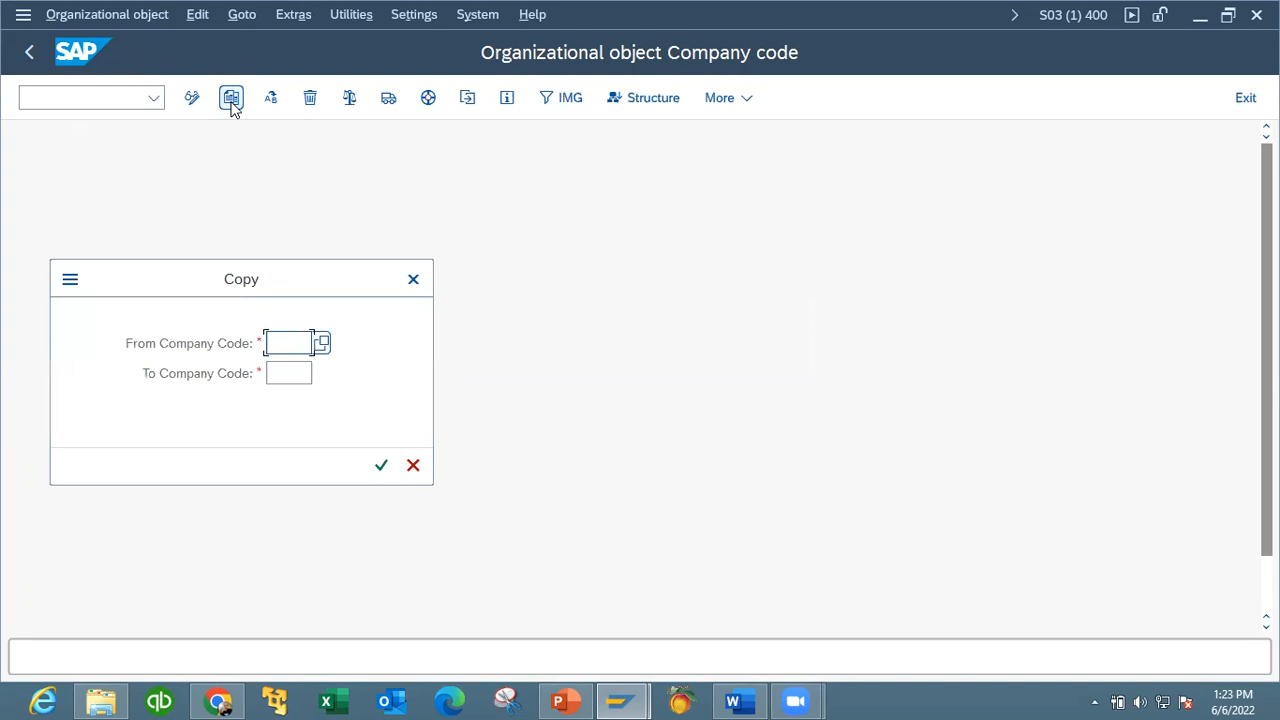 Organizational object Edit Goto Extras Utilities Settings System Help S03 (1) 400
SAP Organizational object Company code
IMG Structure More Exit
Copy
From Company Code: *
To Company Code: *
1:23 PM
6/6/2022